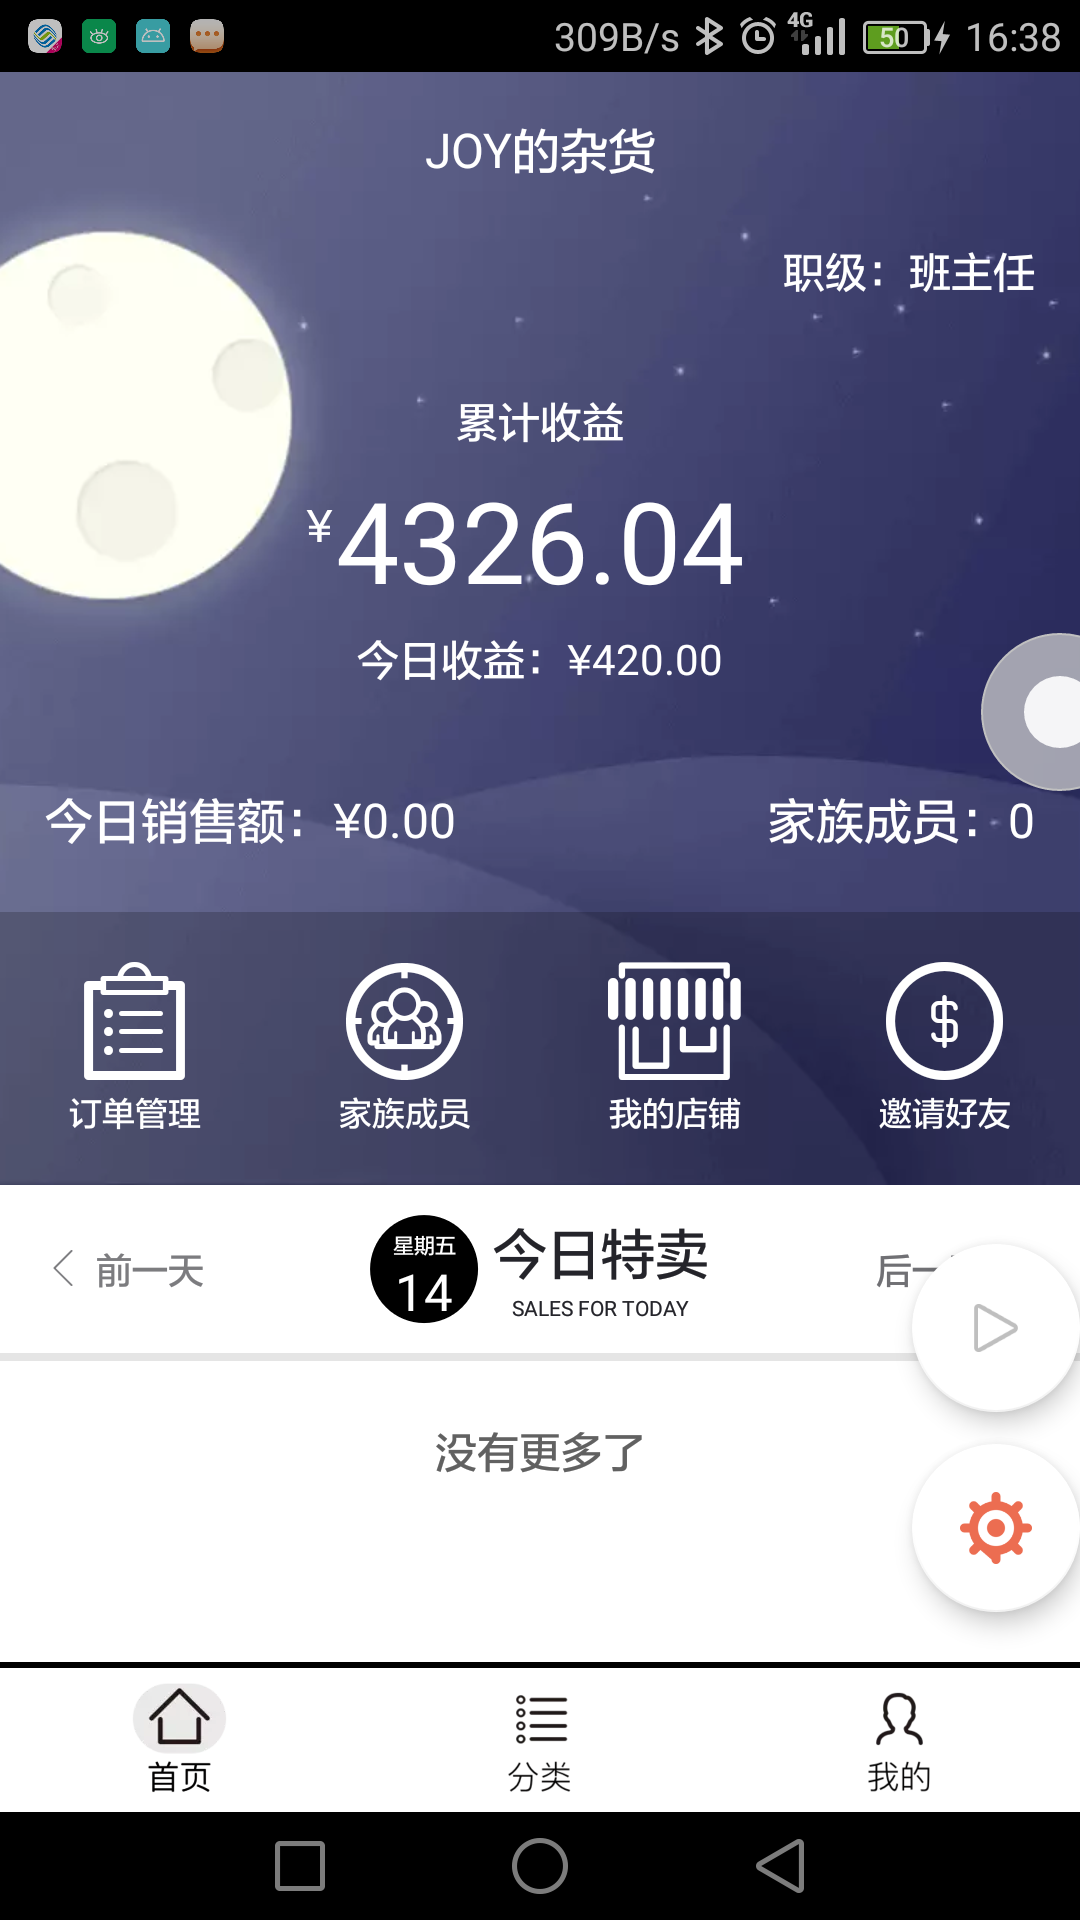 309B/s 4G 50 16:38
JOY的杂货
职级：班主任
累计收益
¥4326.04
今日收益：¥420.00
今日销售额：¥0.00 家族成员：0
订单管理 家族成员 我的店铺 邀请好友
前一天 星期五 14 今日特卖 后一
SALES FOR TODAY
没有更多了
首页 分类 我的